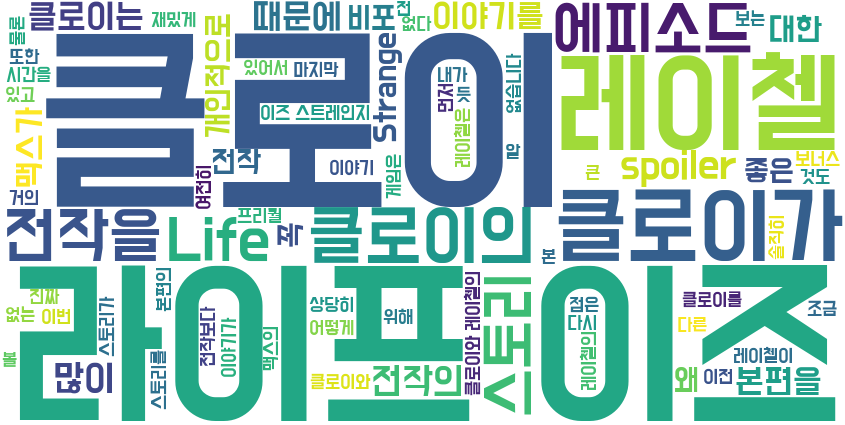 클로이는
재밌게
때문에
비포
전
없다
이야기를
에피소드
보는
대한
물론
또한
시간을
있고
클로이
개인적으로
있어서
마지막
이즈 스트레인지
Strange
내가
먼저
듯
레이첼은
없습니다
말
레이첼
맥스가
전작
이야기
게임은
여전히
거의
큰
spoiler
좋은
보너스
것도
전작을
Life
프리퀄
꼭
클로이의
본
클로이가
솔직히
라이프
이즈
진짜
없는
이번
스토리가
본편의
전작보다
이야기가
맥스의
상당히
어떻게
위해
클로이와 레이첼의
스토리
점은
다시
레이첼의
클로이를
다른
조금
레이첼이
볼
많이
스토리를
클로이와
전작의
왜
이전
본편을